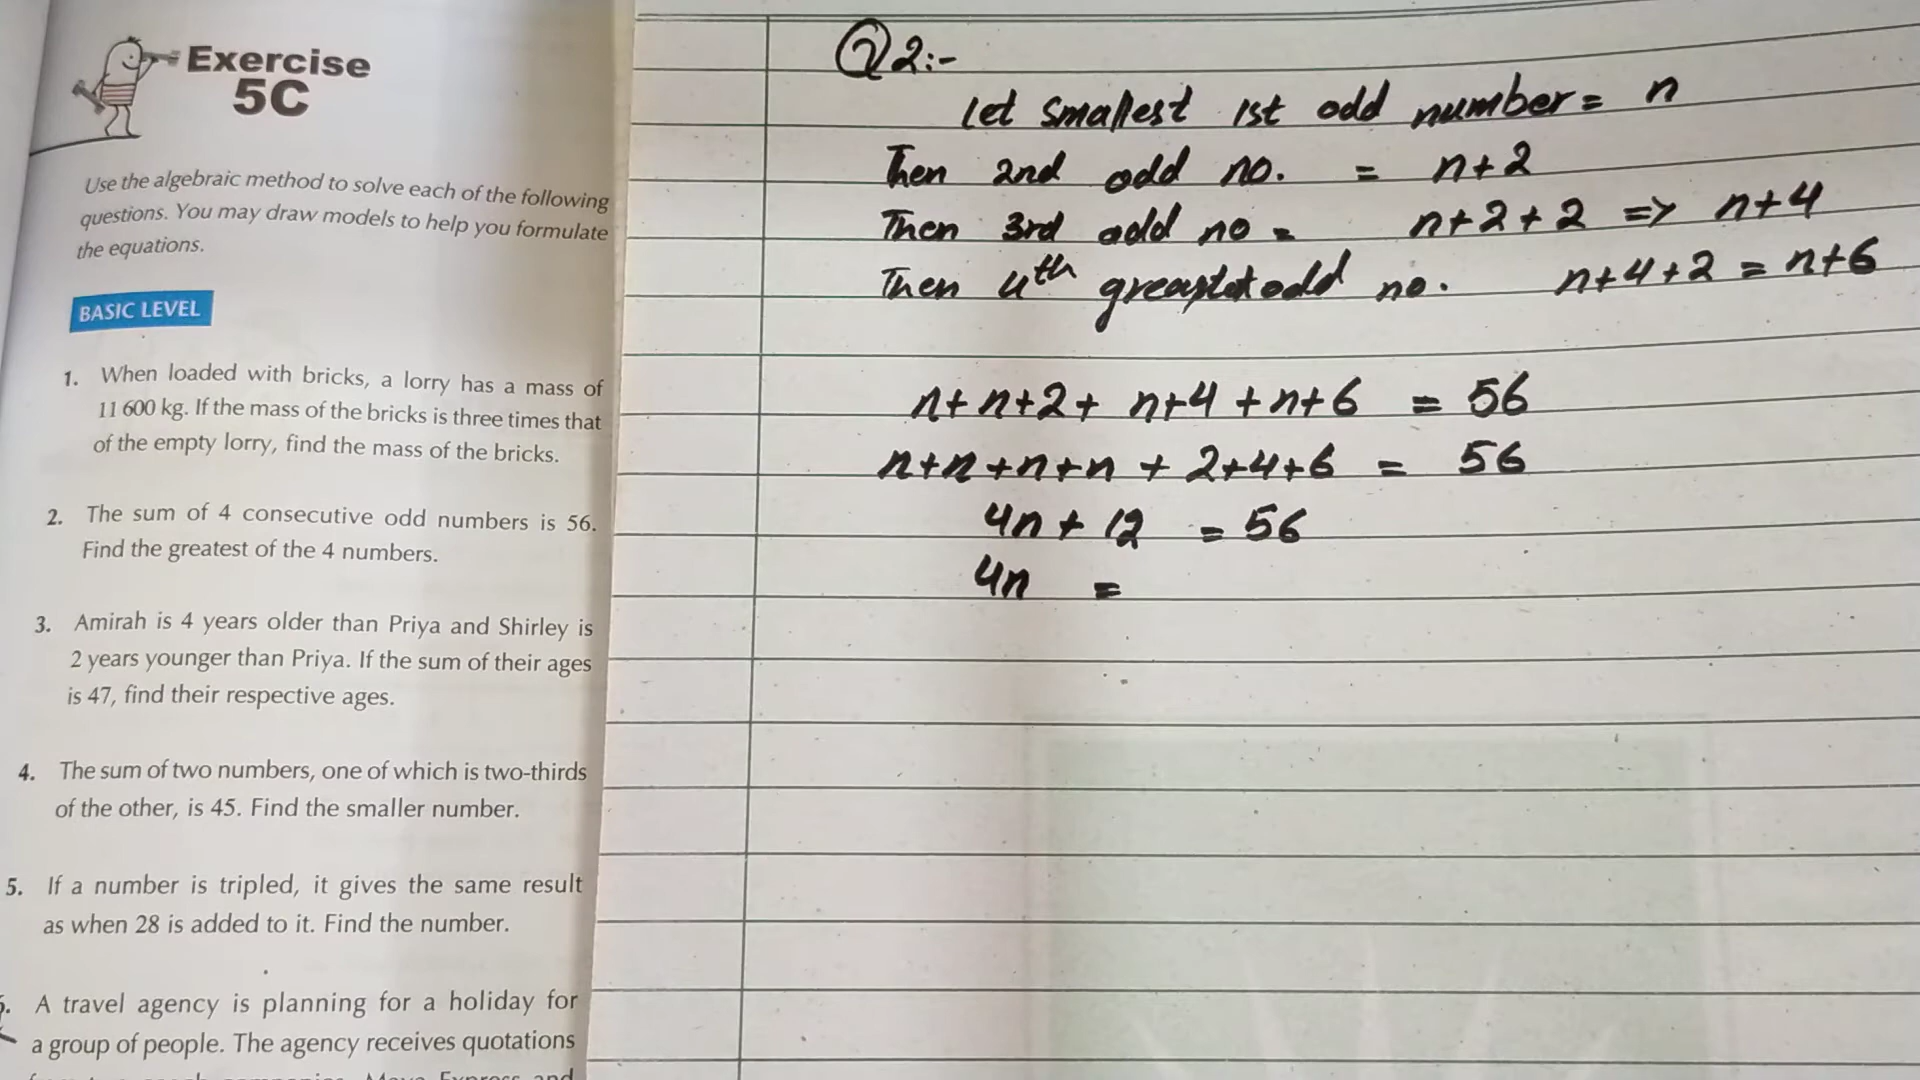 Exercise
5C
Use the algebraic method to solve each of the following
questions. You may draw models to help you formulate
the equations.
BASIC LEVEL
1. When loaded with bricks, a lorry has a mass of
11 600 kg. If the mass of the bricks is three times that
of the empty lorry, find the mass of the bricks.
2. The sum of 4 consecutive odd numbers is 56.
Find the greatest of the 4 numbers.
3. Amirah is 4 years older than Priya and Shirley is
2 years younger than Priya. If the sum of their ages
is 47, find their respective ages.
4. The sum of two numbers, one of which is two-thirds
of the other, is 45. Find the smaller number.
5. If a number is tripled, it gives the same result
as when 28 is added to it. Find the number.
A travel agency is planning for a holiday for
a group of people. The agency receives quotations
Express and
Q2:-
Let smallest 1st odd number = n
Then 2nd odd no. = n+2
Then 3rd odd no = n+2+2 => n+4
Then 4th odd no. n+4+2 = n+6
n+n+2+ n+4 +n+6 = 56
n+n+n+n + 2+4+6 = 56
4n + 12 = 56
4n =